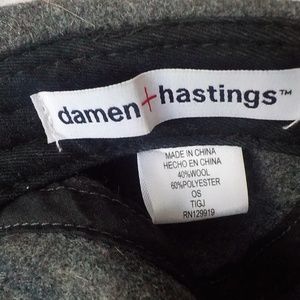 damen+hastings™
MADE IN CHINA
HECHO EN CHINA
40%WOOL
60%POLYESTER
OS
TIGJ
RN129919